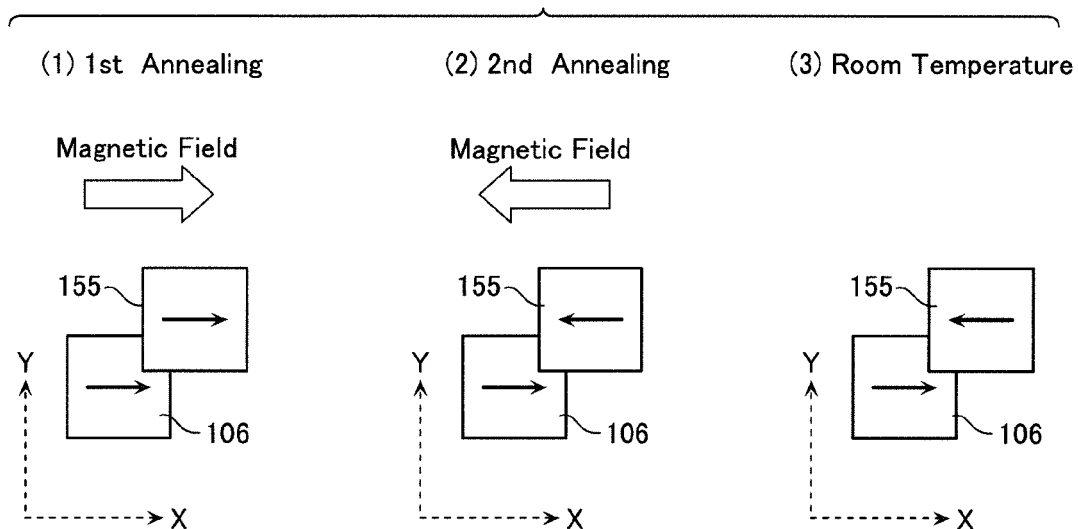 (1) 1st Annealing
(2) 2nd Annealing
(3) Room Temperature
Magnetic Field
Magnetic Field
155
155
155
Y
Y
Y
106
106
106
X
X
X